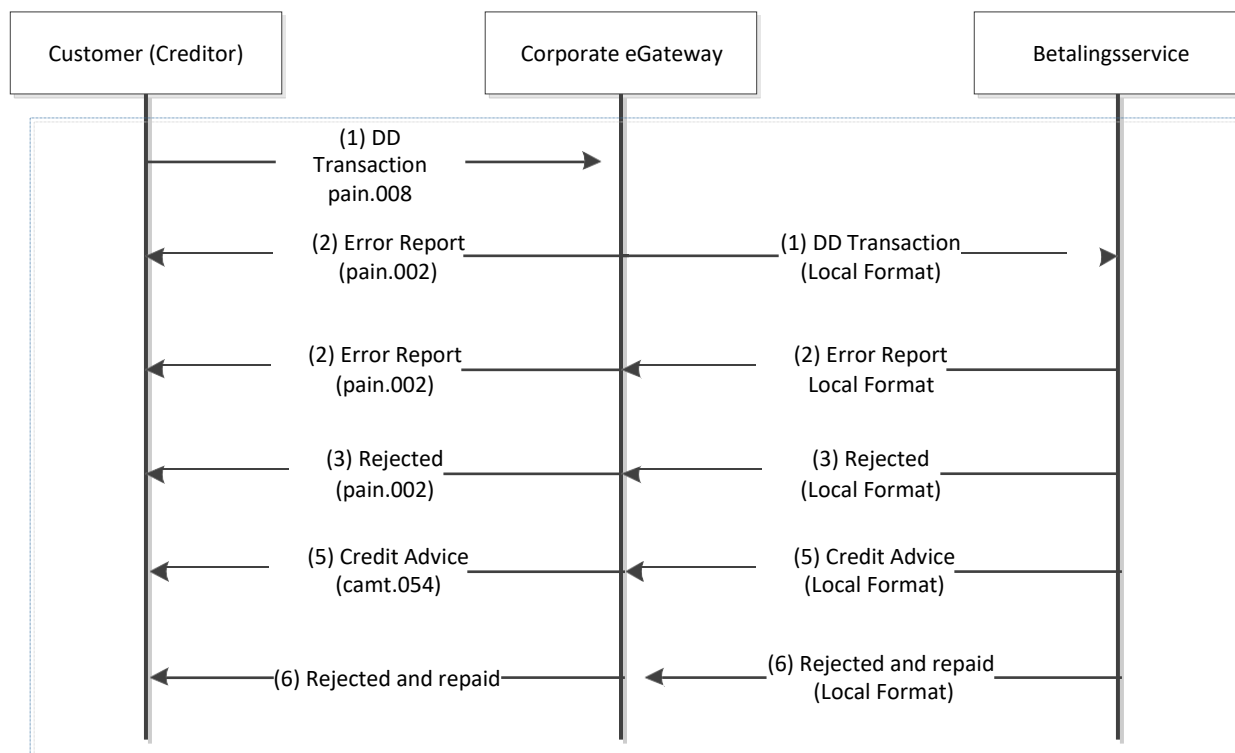 Customer (Creditor)
Corporate eGateway
Betalingsservice
(1) DD
Transaction
pain.008
(2) Error Report
(pain.002)
(1) DD Transaction
(Local Format)
(2) Error Report
(pain.002)
(2) Error Report
Local Format
(3) Rejected
(pain.002)
(3) Rejected
(Local Format)
(5) Credit Advice
(camt.054)
(5) Credit Advice
(Local Format)
(6) Rejected and repaid
(6) Rejected and repaid
(Local Format)